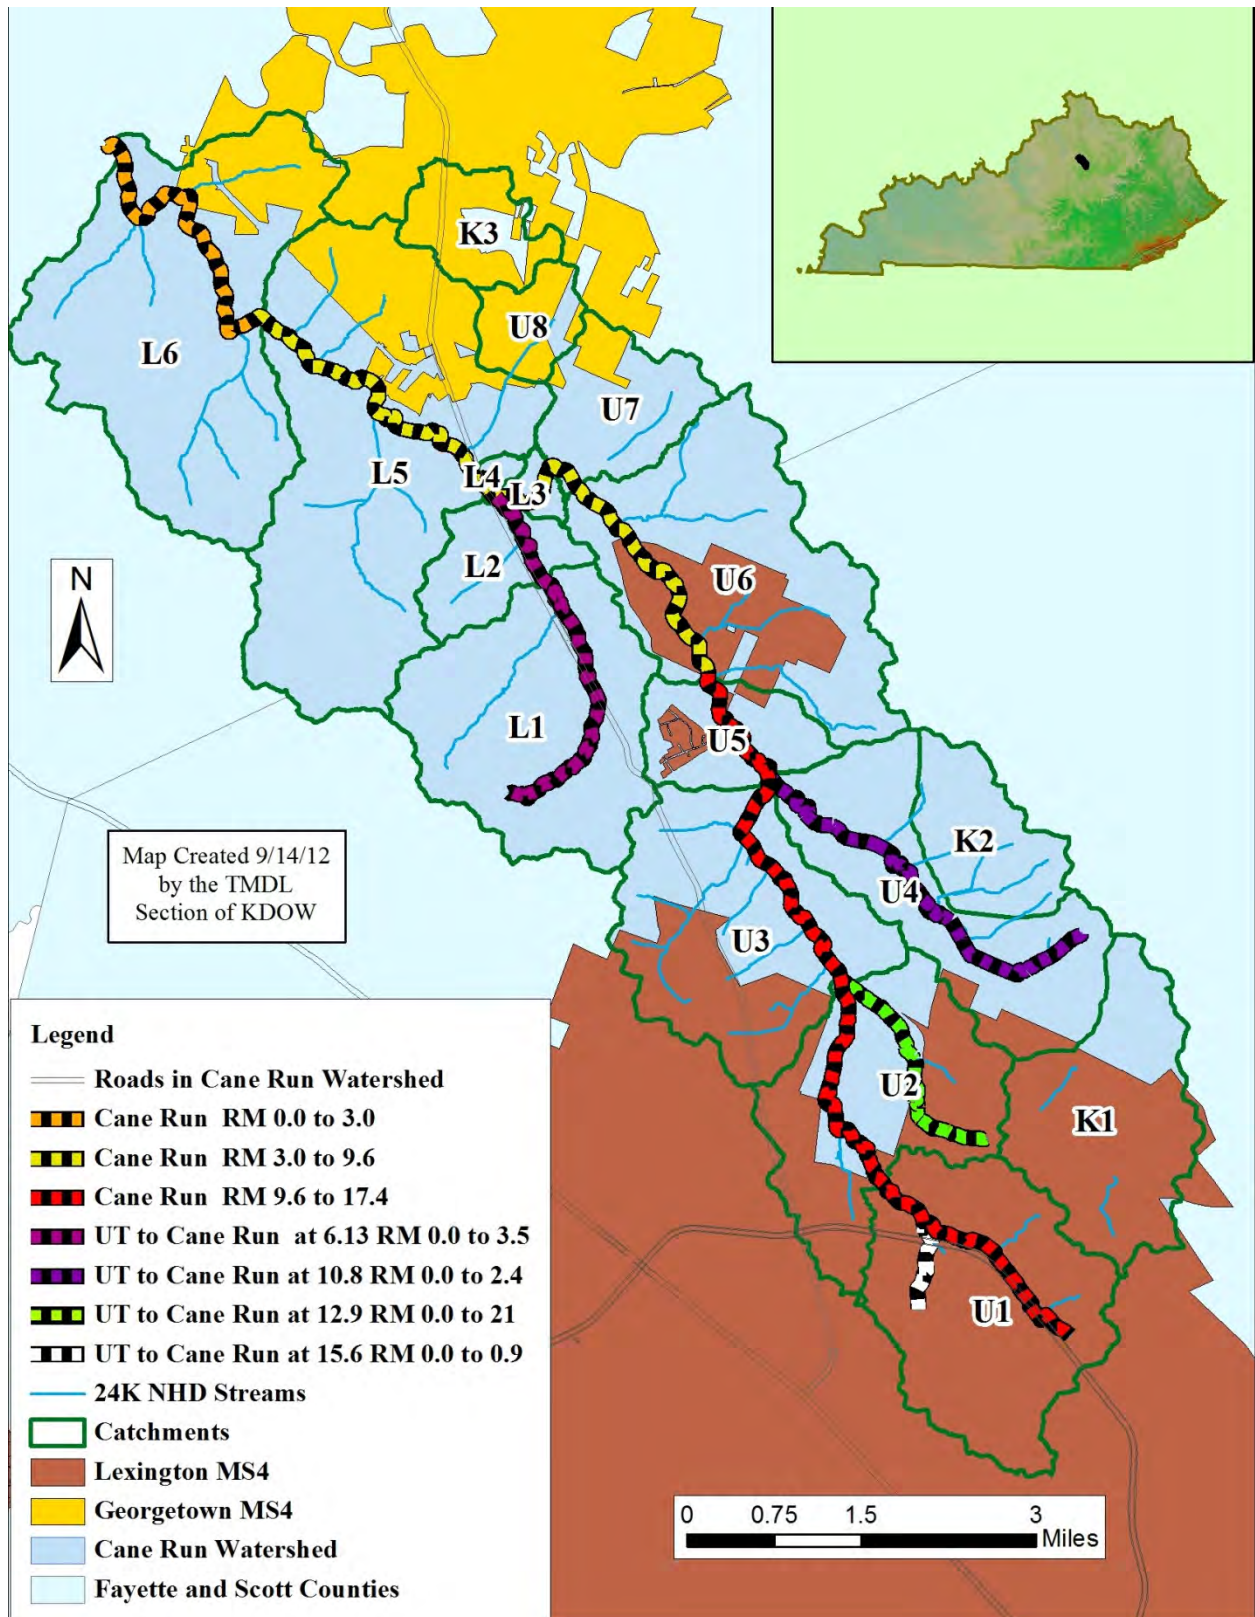 K3
U8
L6
U7
L5
L4
L3
N
L2
U6
L1
U5
Map Created 9/14/12
by the TMDL
Section of KDOW
K2
U4
U3
U2
K1
U1
Legend
Roads in Cane Run Watershed
Cane Run RM 0.0 to 3.0
Cane Run RM 3.0 to 9.6
Cane Run RM 9.6 to 17.4
UT to Cane Run at 6.13 RM 0.0 to 3.5
UT to Cane Run at 10.8 RM 0.0 to 2.4
UT to Cane Run at 12.9 RM 0.0 to 21
UT to Cane Run at 15.6 RM 0.0 to 0.9
24K NHD Streams
Catchments
Lexington MS4
Georgetown MS4
Cane Run Watershed
Fayette and Scott Counties
0 0.75 1.5 3
Miles